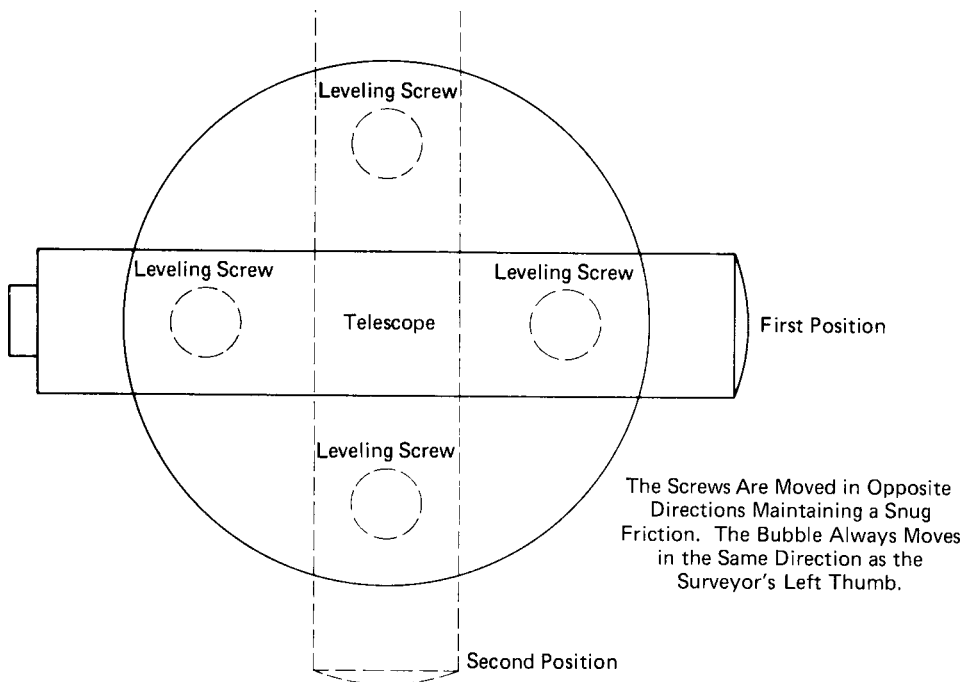 Leveling Screw
Leveling Screw
Leveling Screw
Telescope
First Position
Leveling Screw
The Screws Are Moved in Opposite
Directions Maintaining a Snug
Friction. The Bubble Always Moves
in the Same Direction as the
Surveyor's Left Thumb.
Second Position